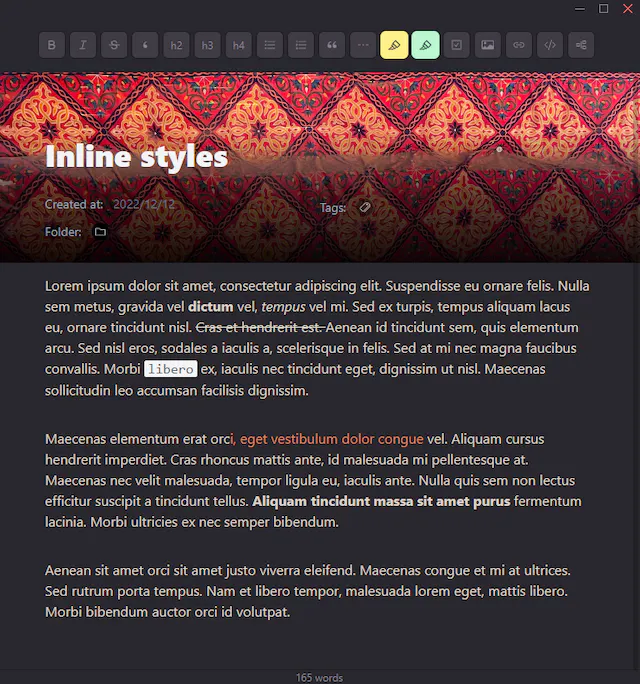 B I S h2 h3 h4
Inline styles
Created at: 2022/12/12 Tags:
Folder:
Lorem ipsum dolor sit amet, consectetur adipiscing elit. Suspendisse eu ornare felis. Nulla
sem metus, gravida vel dictum vel, tempus vel mi. Sed ex turpis, tempus aliquam lacus
eu, ornare tincidunt nisl. Cras et hendrerit est. Aenean id tincidunt sem, quis elementum
arcu. Sed nisl eros, sodales a iaculis a, scelerisque in felis. Sed at mi nec magna faucibus
convallis. Morbi libero ex, iaculis nec tincidunt eget, dignissim ut nisl. Maecenas
sollicitudin leo accumsan facilisis dignissim.
Maecenas elementum erat orci, eget vestibulum dolor congue vel. Aliquam cursus
hendrerit imperdiet. Cras rhoncus mattis ante, id malesuada mi pellentesque at.
Maecenas nec velit malesuada, tempor ligula eu, iaculis ante. Nulla quis sem non lectus
efficitur suscipit a tincidunt tellus. Aliquam tincidunt massa sit amet purus fermentum
lacinia. Morbi ultricies ex nec semper bibendum.
Aenean sit amet orci sit amet justo viverra eleifend. Maecenas congue et mi at ultrices.
Sed rutrum porta tempus. Nam et libero tempor, malesuada lorem eget, mattis libero.
Morbi bibendum auctor orci id volutpat.
165 words